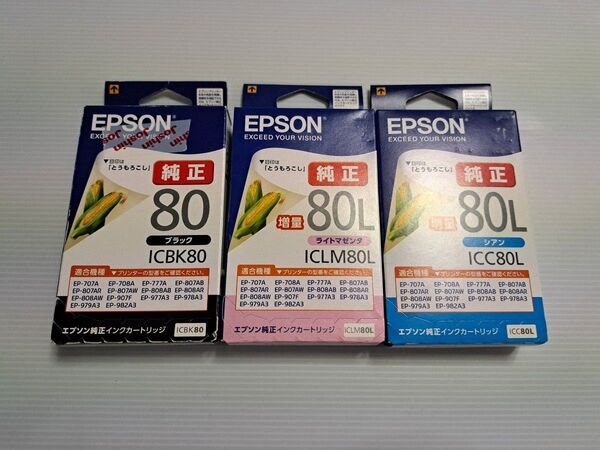 EPSON
EXCEED YOUR VISION
Joshin
▼目印は
「とうもろこし」
純正
80
ブラック
ICBK80
適合機種
▼プリンターの型番をご確認ください。
EP-707A EP-708A EP-777A EP-807AB
EP-807AR EP-807AW EP-808AB EP-808AR
EP-808AW EP-907F EP-977A3 EP-978A3
EP-979A3 EP-982A3
エプソン純正インクカートリッジ ICBK80
EPSON
EXCEED YOUR VISION
▼目印は
「とうもろこし」
純正
増量
80L
ライトマゼンタ
ICLM80L
適合機種
▼プリンターの型番をご確認ください。
EP-707A EP-708A EP-777A EP-807AB
EP-807AR EP-807AW EP-808AB EP-808AR
EP-808AW EP-907F EP-977A3 EP-978A3
EP-979A3 EP-982A3
エプソン純正インクカートリッジ ICLM80L
EPSON
EXCEED YOUR VISION
▼目印は
「とうもろこし」
純正
増量
80L
シアン
ICC80L
適合機種
▼プリンターの型番をご確認ください。
EP-707A EP-708A EP-777A EP-807AB
EP-807AR EP-807AW EP-808AB EP-808AR
EP-808AW EP-907F EP-977A3 EP-978A3
EP-979A3 EP-982A3
エプソン純正インクカートリッジ ICC80L